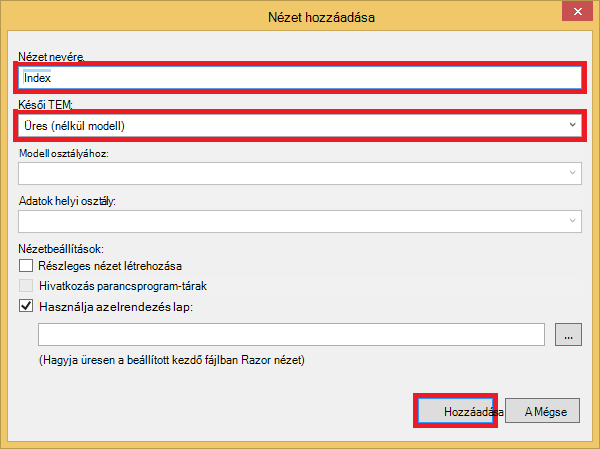 Nézet hozzáadása
Nézet nevére.
Index
Késői TEM:
Üres (nélkül modell)
Modell osztályához:
Adatok helyi osztály:
Nézetbeállítások:
Részleges nézet létrehozása
Hivatkozás parancsprogram-tárak
Használja azelrendezés lap:
...
(Hagyja üresen a beállított kezdő fájlban Razor nézet)
Hozzáadása
A Mégse